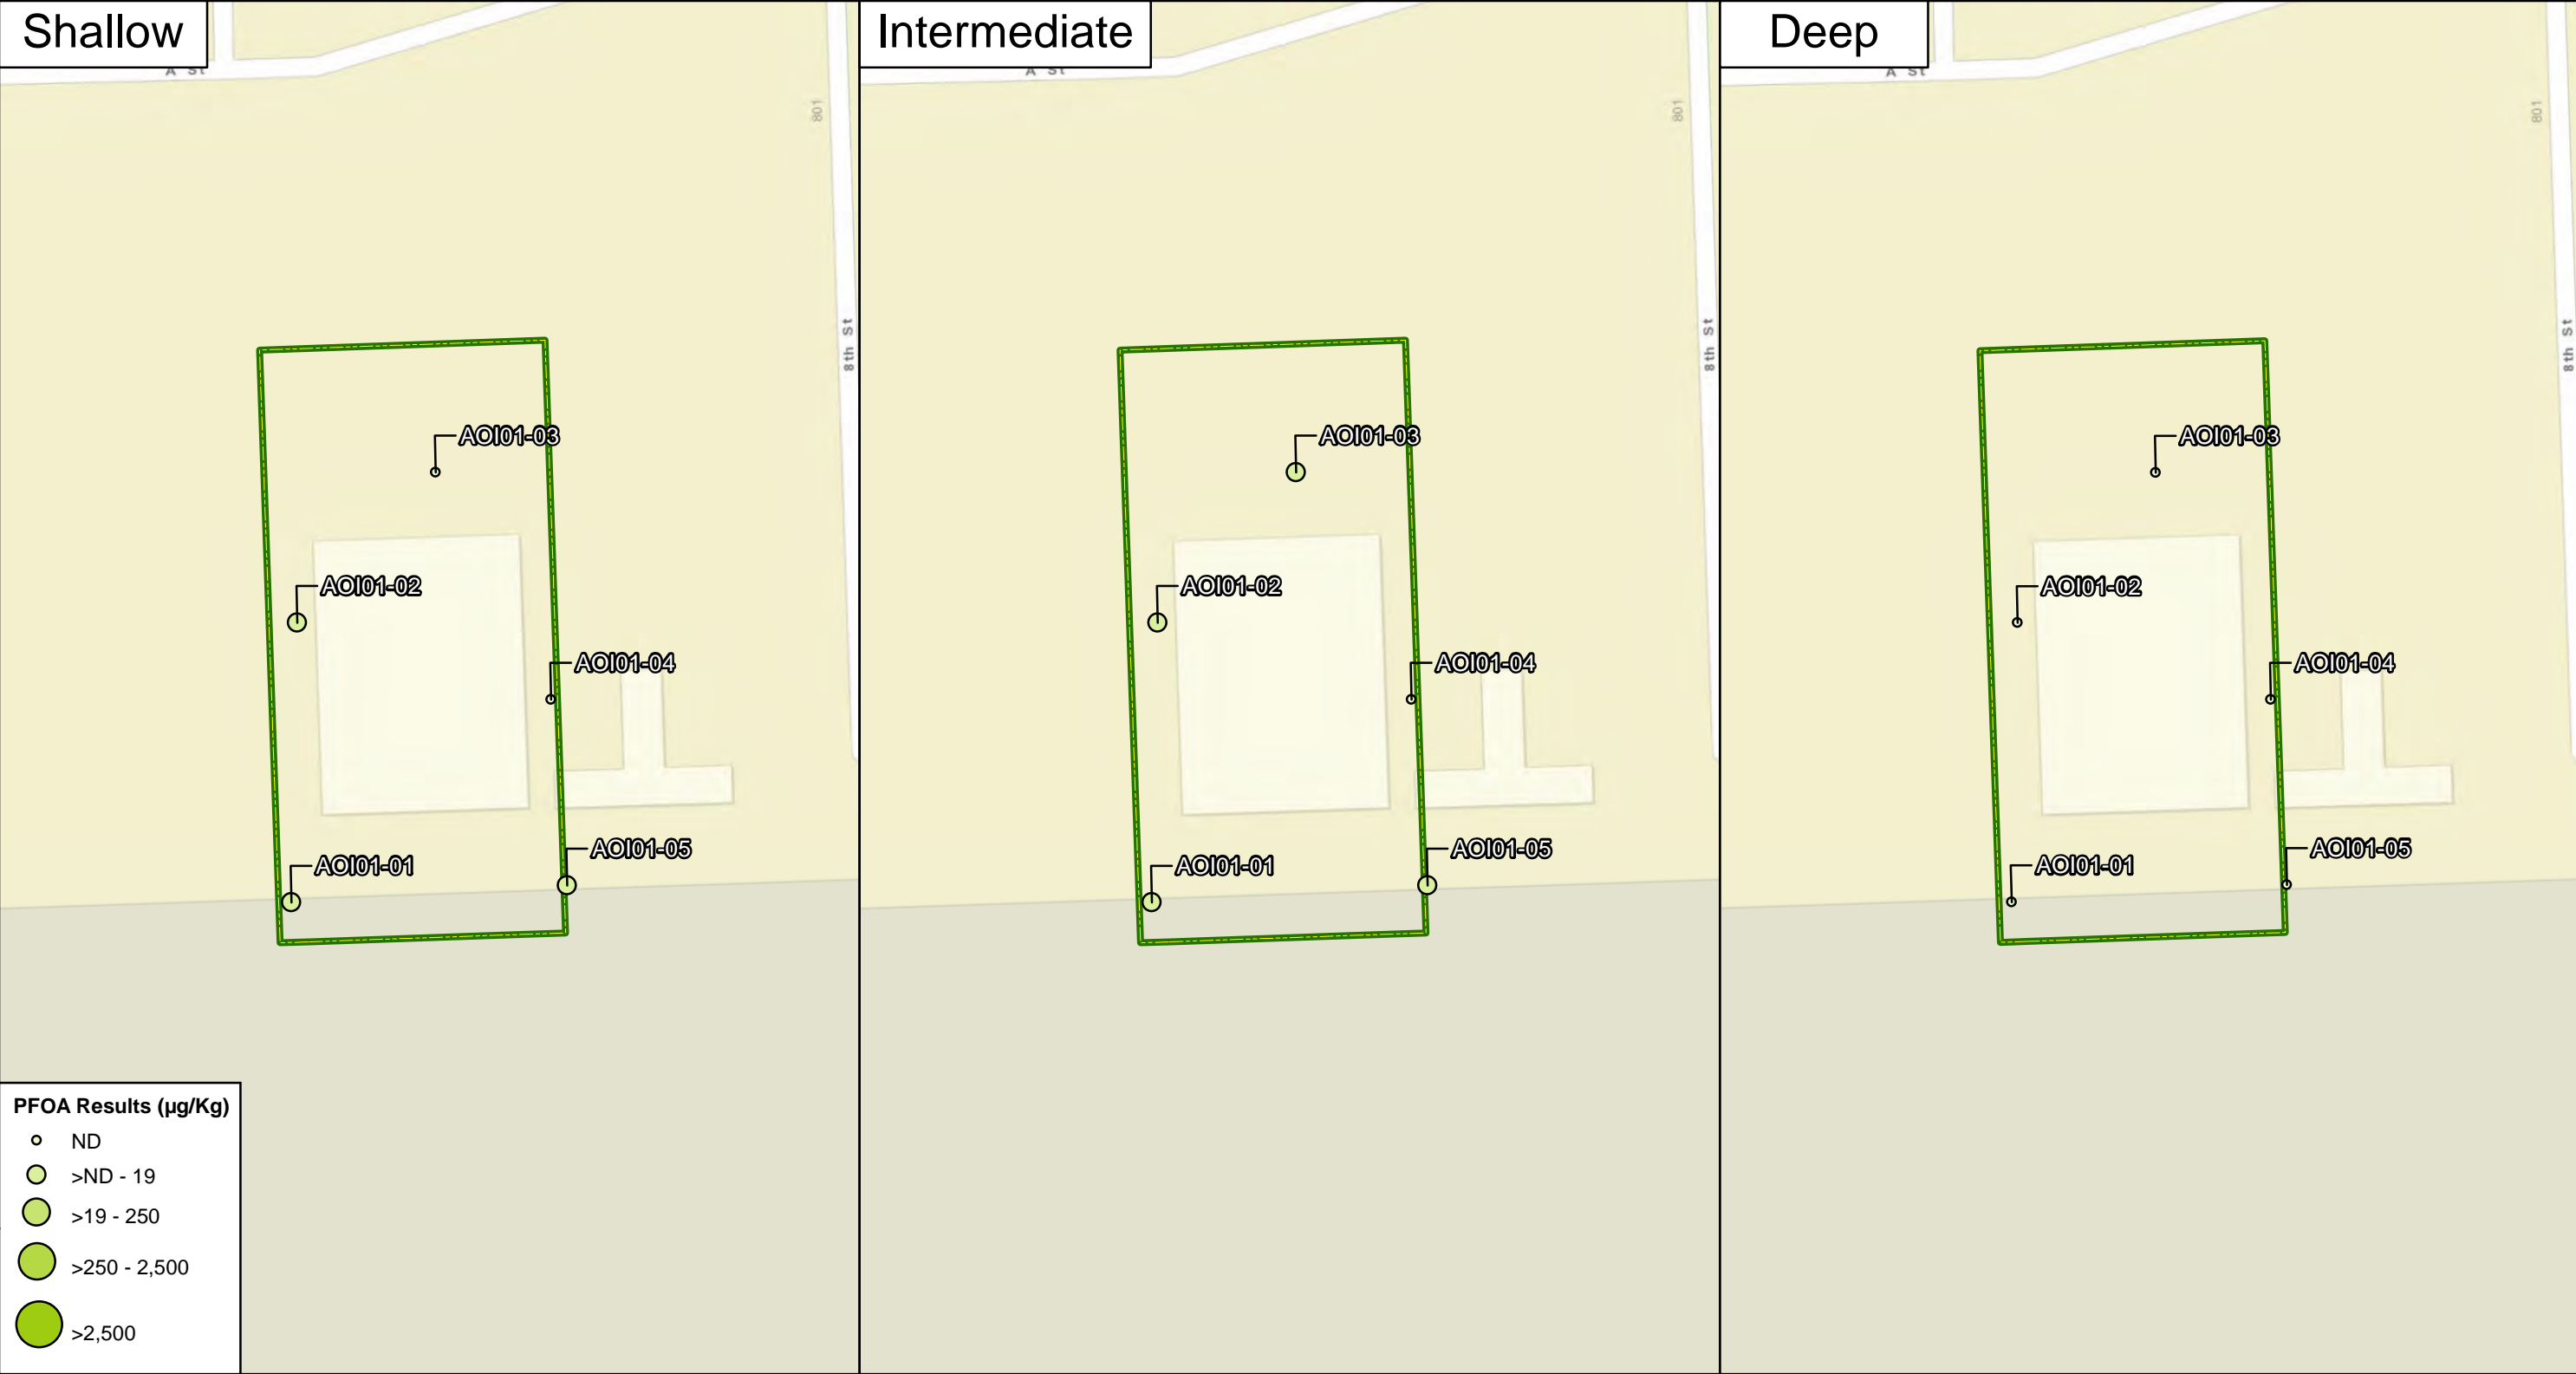 Shallow
A St
801
8th St
AOI01-03
AOI01-02
AOI01-04
AOI01-05
AOI01-01
PFOA Results (µg/Kg)
ND
>ND - 19
>19 - 250
>250 - 2,500
>2,500
Intermediate
A St
801
8th St
AOI01-03
AOI01-02
AOI01-04
AOI01-05
AOI01-01
Deep
A St
801
8th St
AOI01-03
AOI01-02
AOI01-04
AOI01-05
AOI01-01